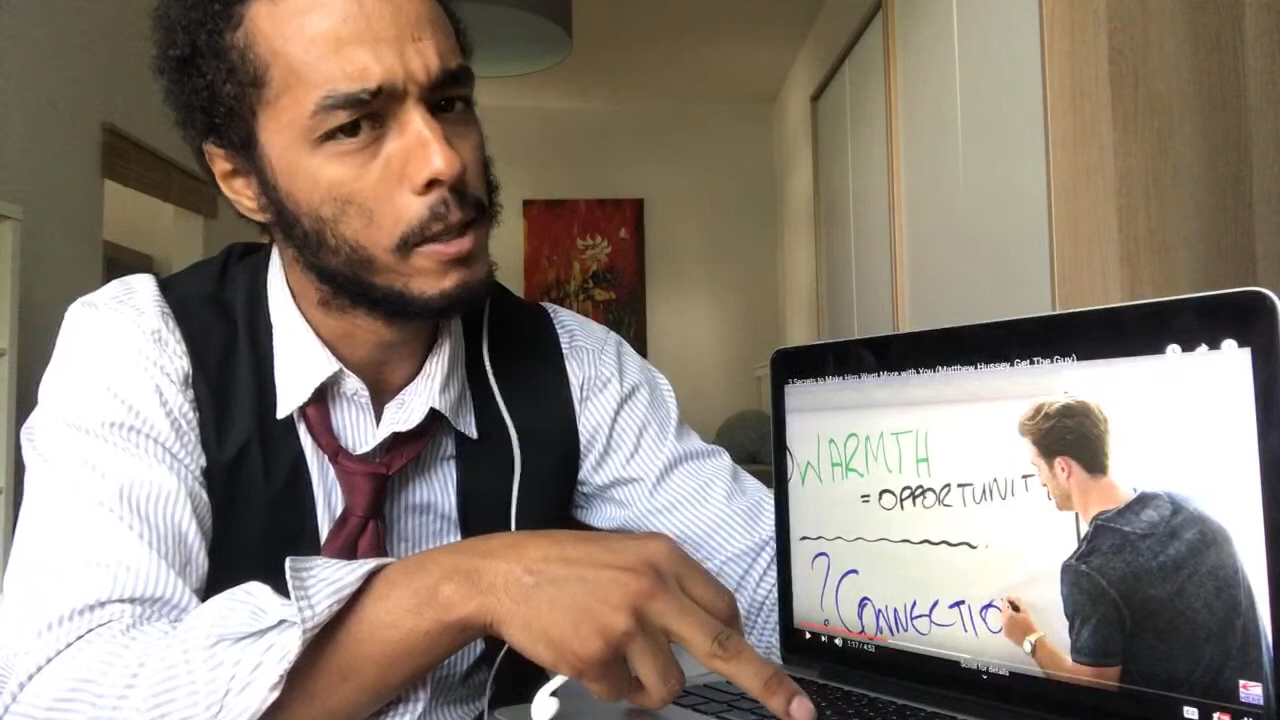 3 Secrets to Make Him Want More with You (Matthew Hussey, Get The Guy)
WARMTH
= OPPORTUNITY
? CONNECTIO
1:17 / 4:53
Scroll for details